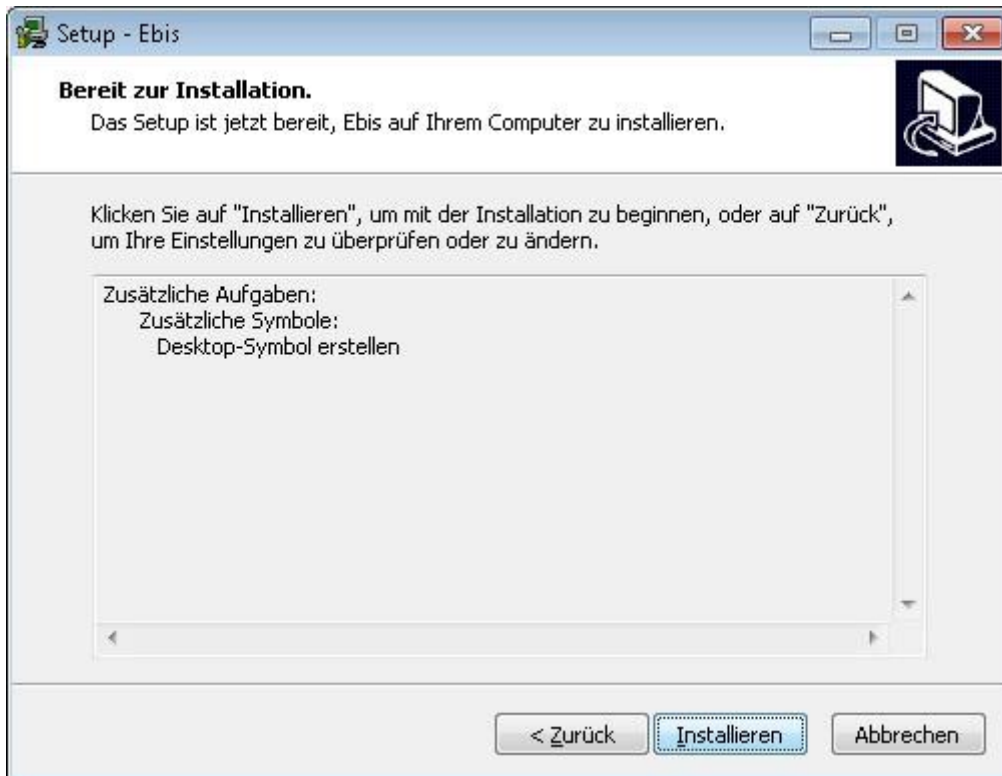 Setup - Ebis
Bereit zur Installation.
Das Setup ist jetzt bereit, Ebis auf Ihrem Computer zu installieren.
Klicken Sie auf "Installieren", um mit der Installation zu beginnen, oder auf "Zurück",
um Ihre Einstellungen zu überprüfen oder zu ändern.
Zusätzliche Aufgaben:
Zusätzliche Symbole:
Desktop-Symbol erstellen
< Zurück Installieren Abbrechen